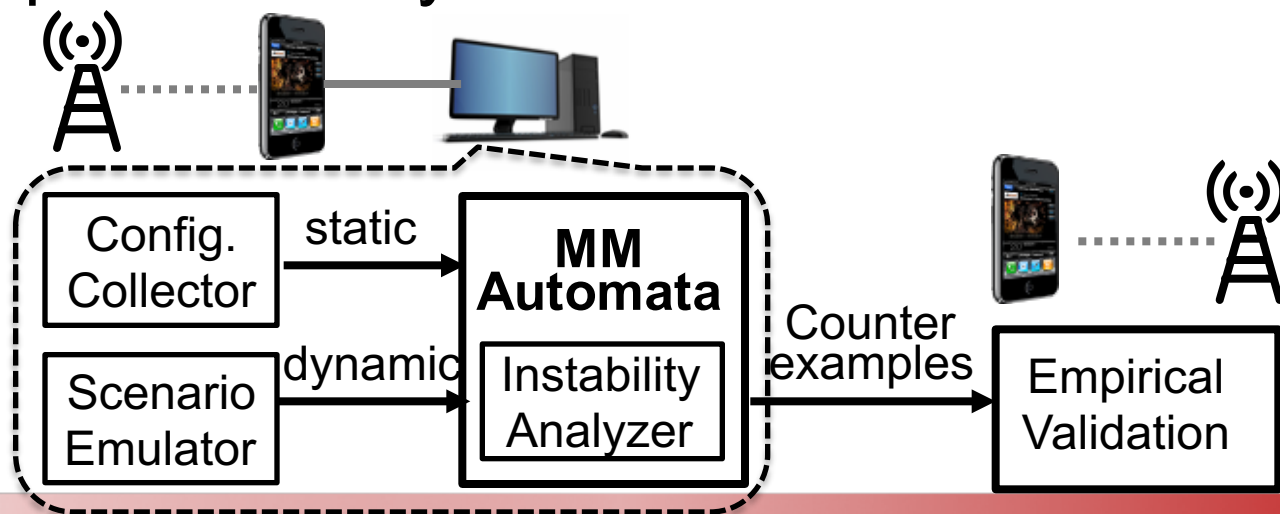 Config.
Collector
static
MM
Automata
Scenario
Emulator
dynamic
Instability
Analyzer
Counter
examples
Empirical
Validation